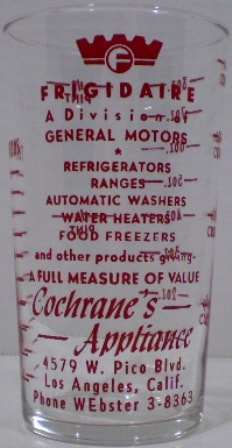 F
FRIGIDAIRE
A Division of
GENERAL MOTORS
REFRIGERATORS
RANGES
AUTOMATIC WASHERS
WATER HEATERS
FOOD FREEZERS
and other products giving
A FULL MEASURE OF VALUE
Cochrane's
Appliance
4579 W. Pico Blvd.
Los Angeles, Calif.
Phone WEbster 3-8363